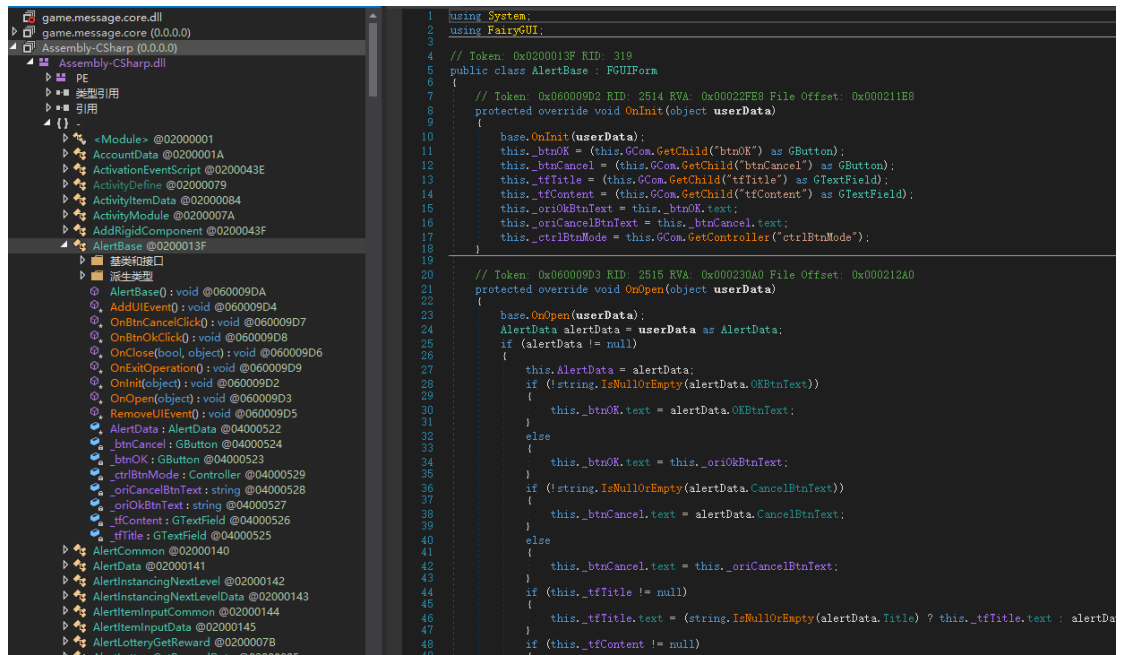 game.message.core.dll
game.message.core (0.0.0.0)
Assembly-CSharp (0.0.0.0)
Assembly-CSharp.dll
PE
类型引用
引用
{} -
<Module> @02000001
AccountData @0200001A
ActivationEventScript @0200043E
ActivityDefine @02000079
ActivityItemData @02000084
ActivityModule @0200007A
AddRigidComponent @0200043F
AlertBase @0200013F
基类和接口
派生类型
AlertBase() : void @060009DA
AddUIEvent() : void @060009D4
OnBtnCancelClick() : void @060009D7
OnBtnOkClick() : void @060009D8
OnClose(bool, object) : void @060009D6
OnExitOperation() : void @060009D9
OnInit(object) : void @060009D2
OnOpen(object) : void @060009D3
RemoveUIEvent() : void @060009D5
AlertData : AlertData @04000522
_btnCancel : GButton @04000524
_btnOK : GButton @04000523
_ctrlBtnMode : Controller @04000529
_oriCancelBtnText : string @04000528
_oriOkBtnText : string @04000527
_tfContent : GTextField @04000526
_tfTitle : GTextField @04000525
AlertCommon @02000140
AlertData @02000141
AlertInstancingNextLevel @02000142
AlertInstancingNextLevelData @02000143
AlertItemInputCommon @02000144
AlertItemInputData @02000145
AlertLotteryGetReward @0200007B
1 using System;
2 using FairyGUI;
3
4 // Token: 0x0200013F RID: 319
5 public class AlertBase : FGUIForm
6 {
7 // Token: 0x060009D2 RID: 2514 RVA: 0x00022FE8 File Offset: 0x000211E8
8 protected override void OnInit(object userData)
9 {
10 base.OnInit(userData);
11 this._btnOK = (this.GCom.GetChild("btnOK") as GButton);
12 this._btnCancel = (this.GCom.GetChild("btnCancel") as GButton);
13 this._tfTitle = (this.GCom.GetChild("tfTitle") as GTextField);
14 this._tfContent = (this.GCom.GetChild("tfContent") as GTextField);
15 this._oriOkBtnText = this._btnOK.text;
16 this._oriCancelBtnText = this._btnCancel.text;
17 this._ctrlBtnMode = this.GCom.GetController("ctrlBtnMode");
18 }
19
20 // Token: 0x060009D3 RID: 2515 RVA: 0x000230A0 File Offset: 0x000212A0
21 protected override void OnOpen(object userData)
22 {
23 base.OnOpen(userData);
24 AlertData alertData = userData as AlertData;
25 if (alertData != null)
26 {
27 this.AlertData = alertData;
28 if (!string.IsNullOrEmpty(alertData.OKBtnText))
29 {
30 this._btnOK.text = alertData.OKBtnText;
31 }
32 else
33 {
34 this._btnOK.text = this._oriOkBtnText;
35 }
36 if (!string.IsNullOrEmpty(alertData.CancelBtnText))
37 {
38 this._btnCancel.text = alertData.CancelBtnText;
39 }
40 else
41 {
42 this._btnCancel.text = this._oriCancelBtnText;
43 }
44 if (this._tfTitle != null)
45 {
46 this._tfTitle.text = (string.IsNullOrEmpty(alertData.Title) ? this._tfTitle.text : alertDa
47 }
48 if (this._tfContent != null)